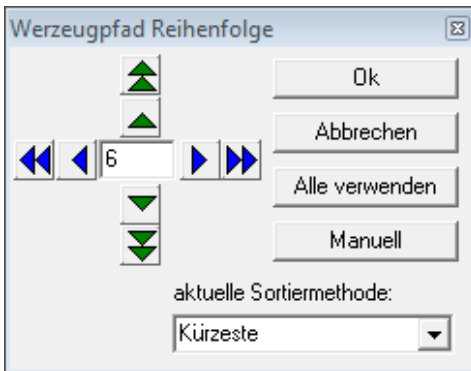 Werzeugpfad Reihenfolge
Ok
Abbrechen
6
Alle verwenden
Manuell
aktuelle Sortiermethode:
Kürzeste